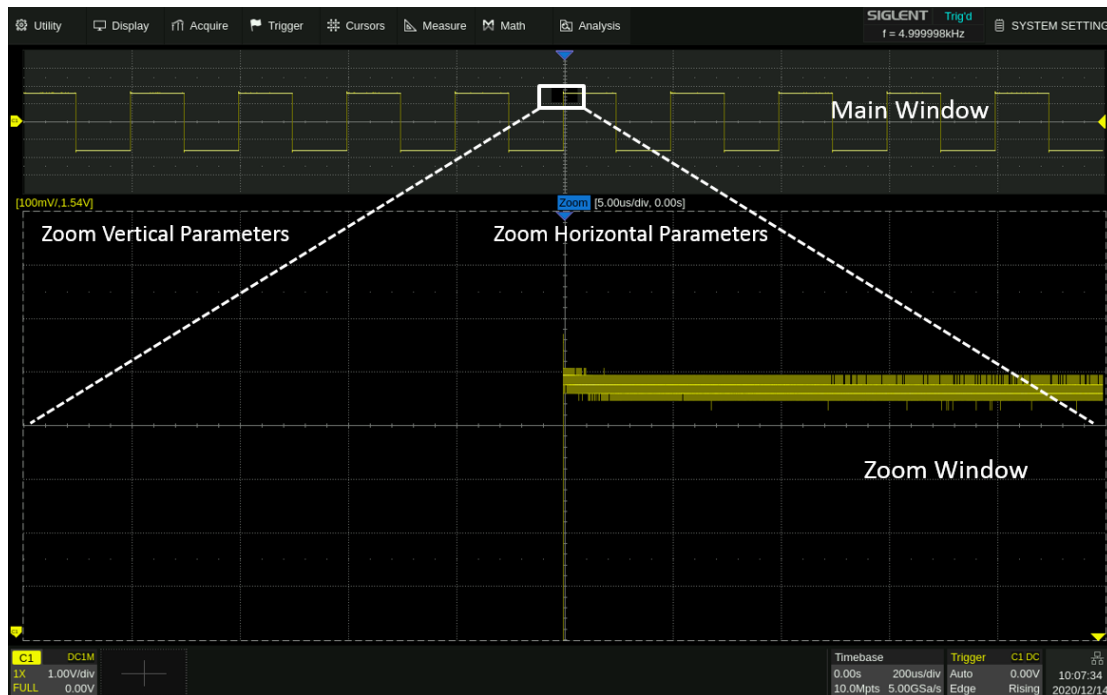 Utility Display Acquire Trigger Cursors Measure Math Analysis SIGLENT Trig'd SYSTEM SETTING
f = 4.999998kHz
Main Window
C1
[100mV/,1.54V] Zoom [5.00us/div, 0.00s]
Zoom Vertical Parameters Zoom Horizontal Parameters
Zoom Window
C1
C1 DC1M Timebase Trigger C1 DC
1X 1.00V/div 0.00s 200us/div Auto 0.00V 10:07:34
FULL 0.00V 10.0Mpts 5.00GSa/s Edge Rising 2020/12/14